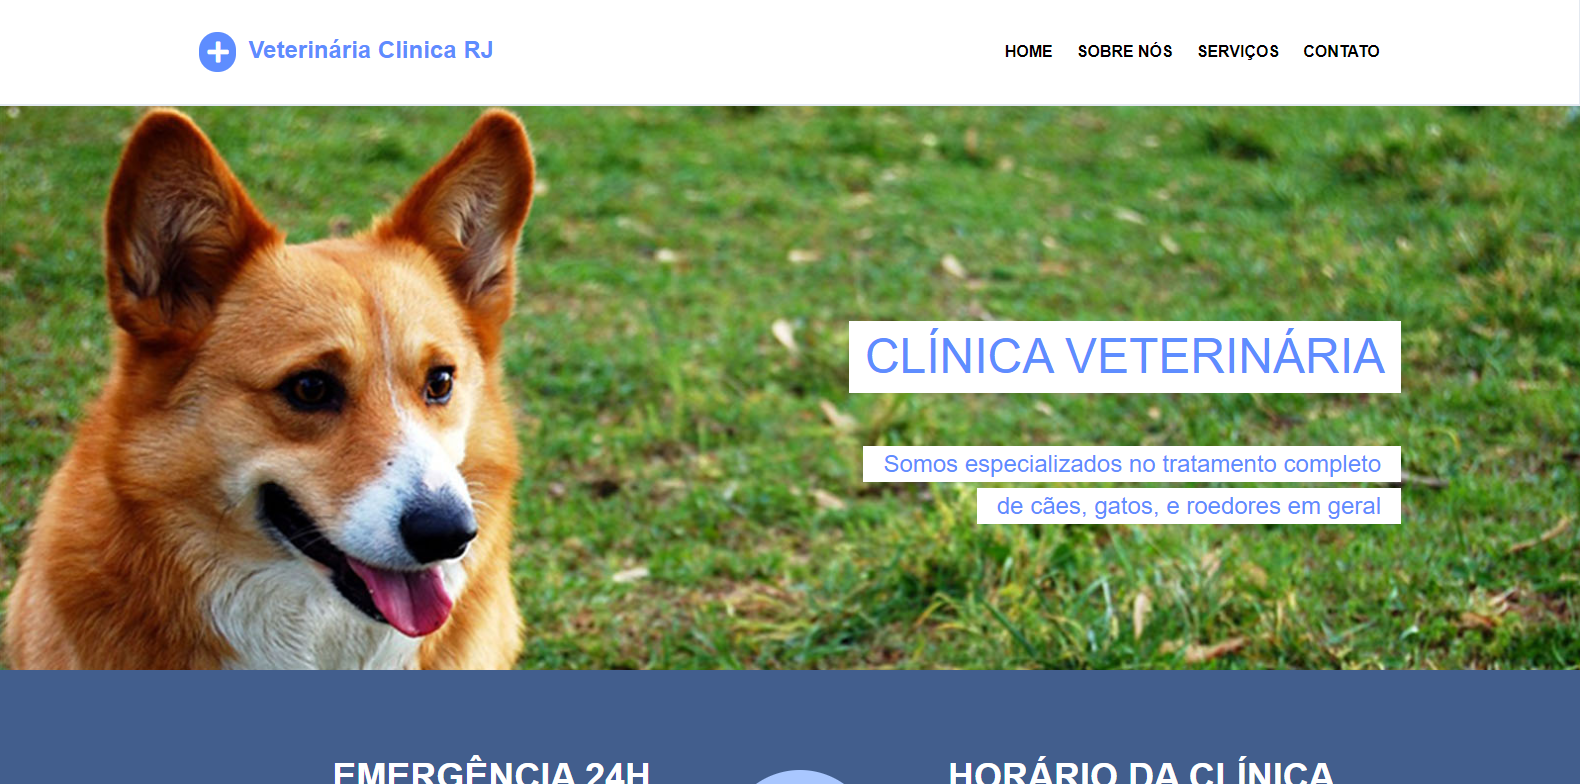 Veterinária Clinica RJ
HOME SOBRE NÓS SERVIÇOS CONTATO
CLÍNICA VETERINÁRIA
Somos especializados no tratamento completo
de cães, gatos, e roedores em geral
EMERGÊNCIA 24H
HORÁRIO DA CLÍNICA